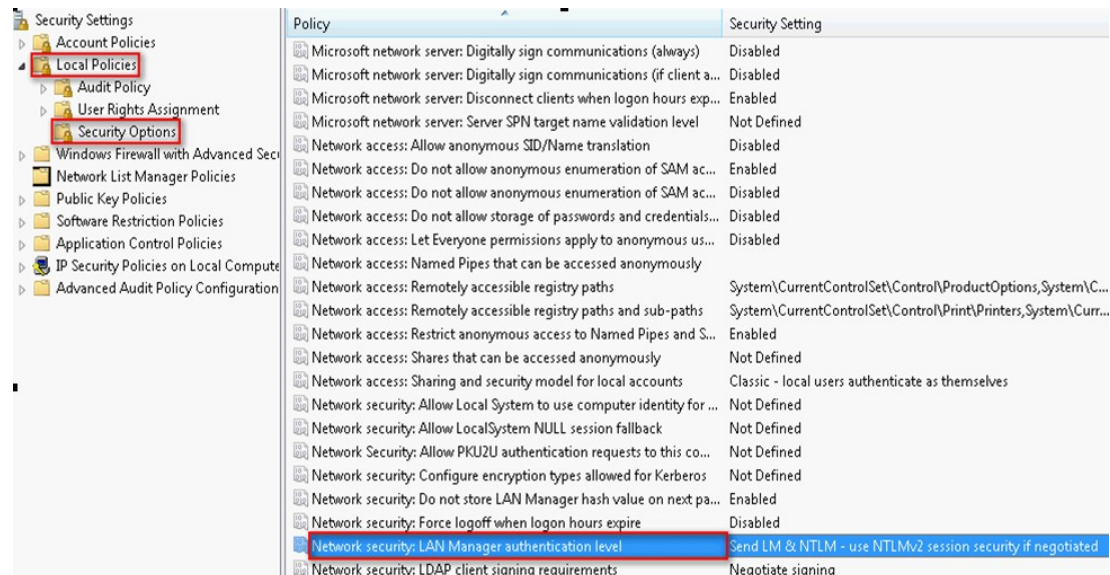 Security Settings
Account Policies
Local Policies
Audit Policy
User Rights Assignment
Security Options
Windows Firewall with Advanced Secu
Network List Manager Policies
Public Key Policies
Software Restriction Policies
Application Control Policies
IP Security Policies on Local Compute
Advanced Audit Policy Configuration
Policy Security Setting
Microsoft network server: Digitally sign communications (always) Disabled
Microsoft network server: Digitally sign communications (if client a... Disabled
Microsoft network server: Disconnect clients when logon hours exp... Enabled
Microsoft network server: Server SPN target name validation level Not Defined
Network access: Allow anonymous SID/Name translation Disabled
Network access: Do not allow anonymous enumeration of SAM ac... Enabled
Network access: Do not allow anonymous enumeration of SAM ac... Disabled
Network access: Do not allow storage of passwords and credentials... Disabled
Network access: Let Everyone permissions apply to anonymous us... Disabled
Network access: Named Pipes that can be accessed anonymously
Network access: Remotely accessible registry paths System\CurrentControlSet\Control\ProductOptions,System\C...
Network access: Remotely accessible registry paths and sub-paths System\CurrentControlSet\Control\Print\Printers,System\Curr...
Network access: Restrict anonymous access to Named Pipes and S... Enabled
Network access: Shares that can be accessed anonymously Not Defined
Network access: Sharing and security model for local accounts Classic - local users authenticate as themselves
Network security: Allow Local System to use computer identity for ... Not Defined
Network security: Allow LocalSystem NULL session fallback Not Defined
Network Security: Allow PKU2U authentication requests to this co... Not Defined
Network security: Configure encryption types allowed for Kerberos Not Defined
Network security: Do not store LAN Manager hash value on next pa... Enabled
Network security: Force logoff when logon hours expire Disabled
Network security: LAN Manager authentication level Send LM & NTLM - use NTLMv2 session security if negotiated
Network security: LDAP client signing requirements Negotiate signing